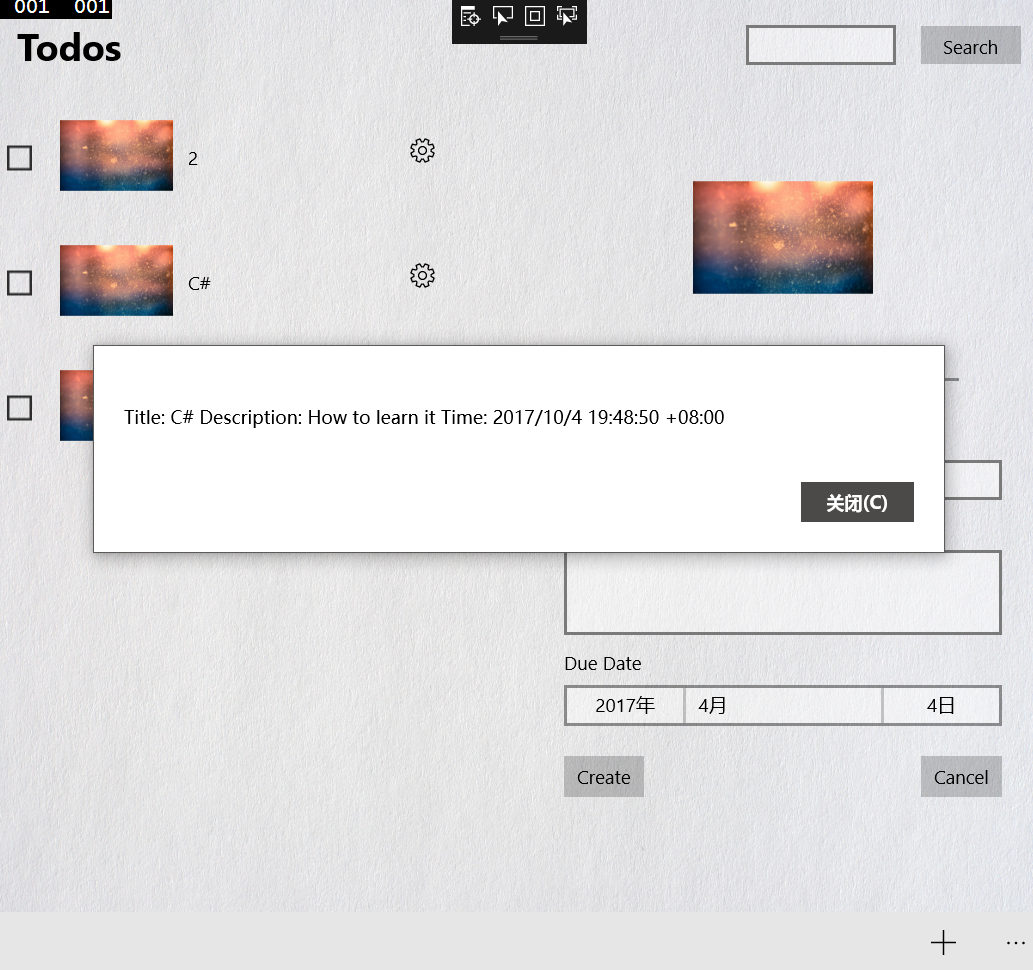 001 001
Todos
Search
2
C#
Title: C# Description: How to learn it Time: 2017/10/4 19:48:50 +08:00
关闭(C)
Due Date
2017年 4月 4日
Create Cancel